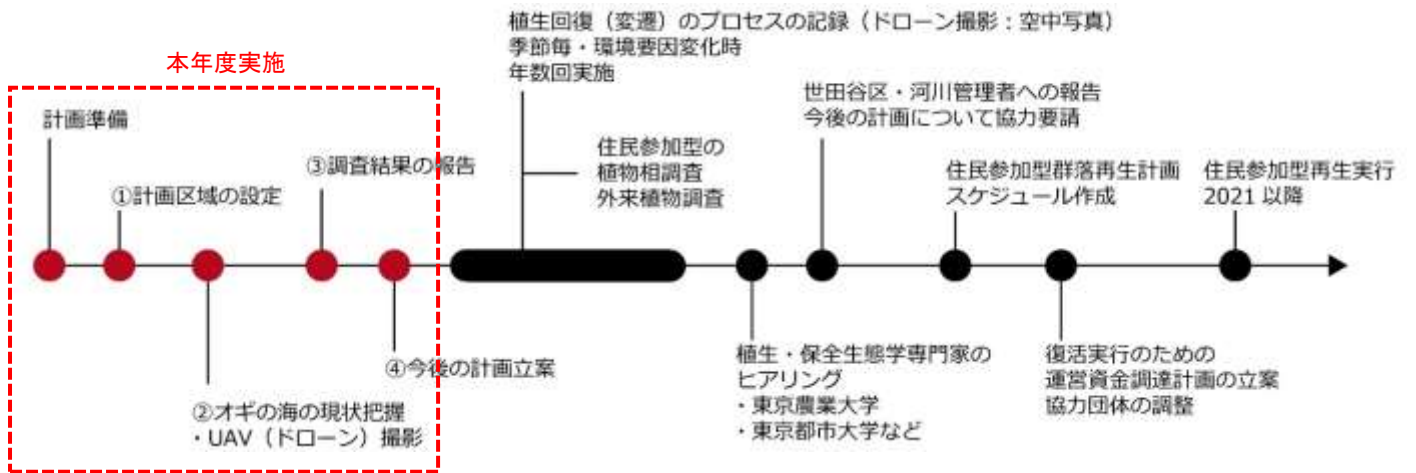 植生回復（変遷）のプロセスの記録（ドローン撮影：空中写真）
季節毎・環境要因変化時
年数回実施
本年度実施
計画準備
①計画区域の設定
②オギの海の現状把握
・UAV（ドローン）撮影
③調査結果の報告
④今後の計画立案
住民参加型の
植物相調査
外来植物調査
植生・保全生態学専門家の
ヒアリング
・東京農業大学
・東京都市大学など
世田谷区・河川管理者への報告
今後の計画について協力要請
住民参加型群落再生計画
スケジュール作成
復活実行のための
運営資金調達計画の立案
協力団体の調整
住民参加型再生実行
2021 以降